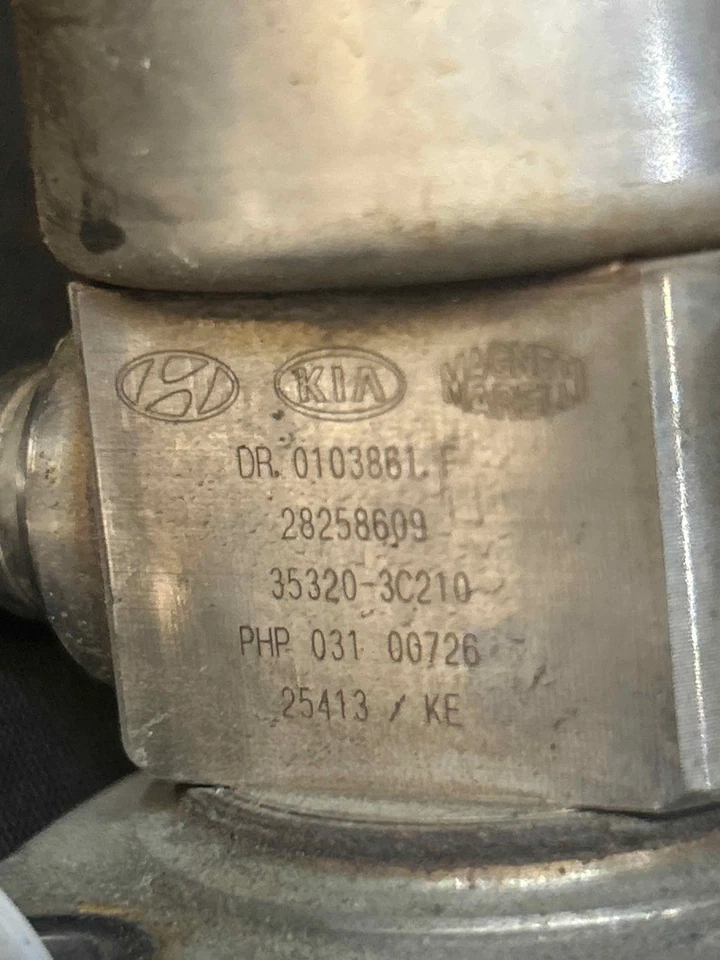 KIA
MAGNETI
MARELLI
DR. 0103861. F
28258609
35320-3C210
PHP 031 00726
25413 / KE